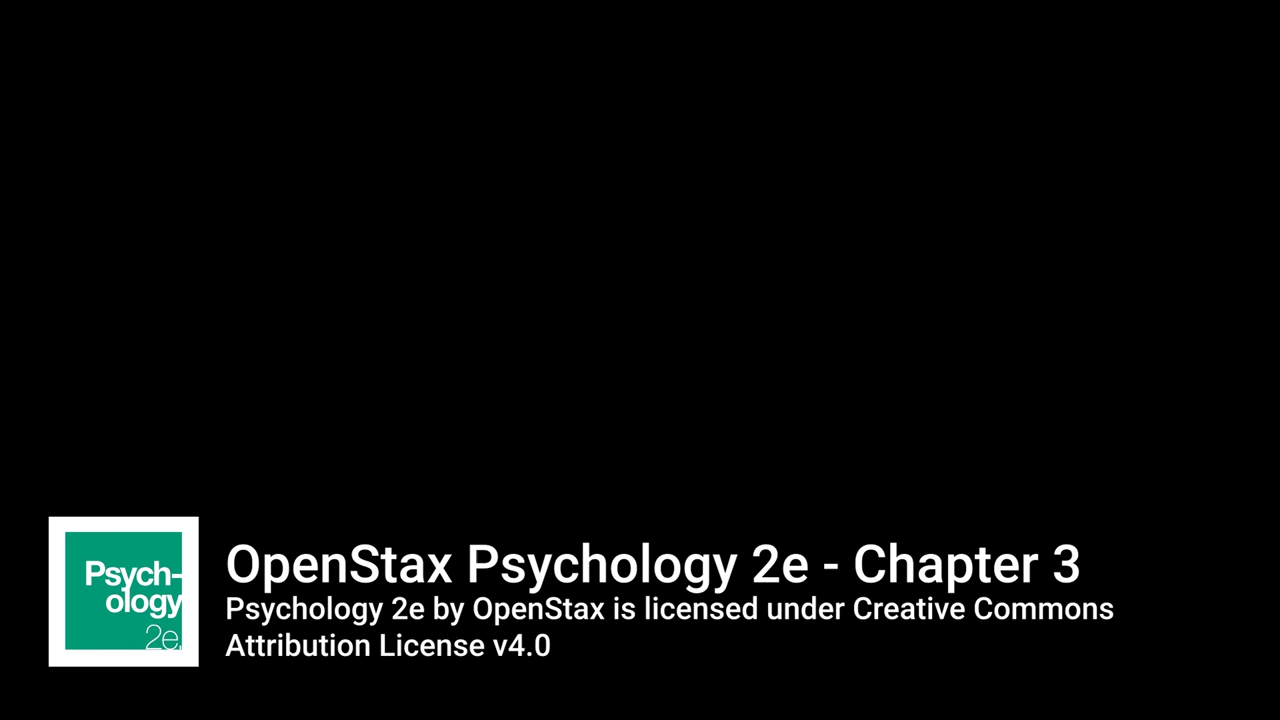 Psych-
ology
2e
OpenStax Psychology 2e - Chapter 3
Psychology 2e by OpenStax is licensed under Creative Commons
Attribution License v4.0